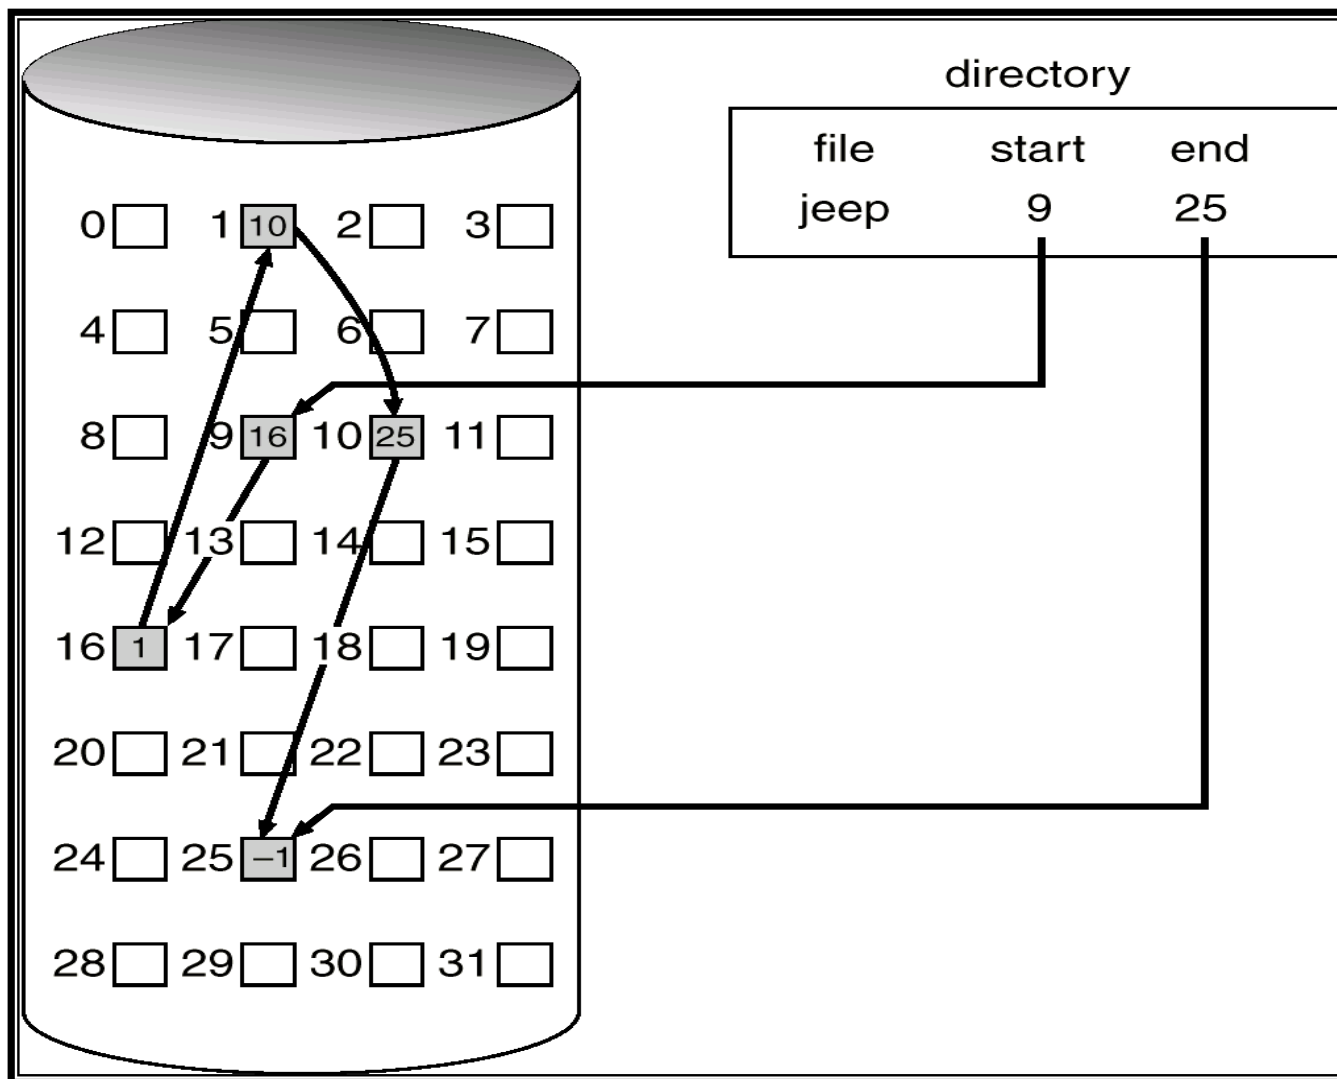 directory
file start end
jeep 9 25
0 1 10 2 3
4 5 6 7
8 9 16 10 25 11
12 13 14 15
16 1 17 18 19
20 21 22 23
24 25 –1 26 27
28 29 30 31